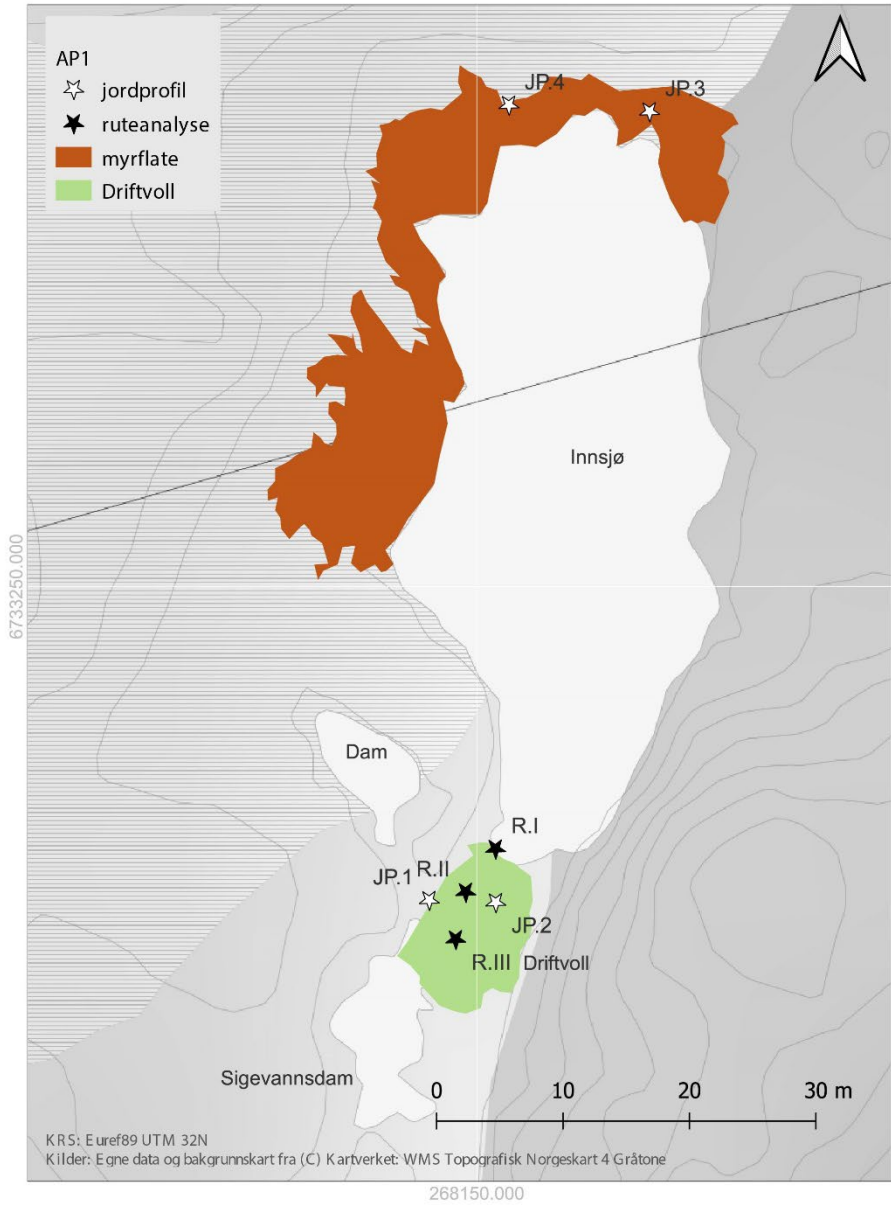 AP1
jordprofil
ruteanalyse
myrflate
Driftvoll
JP.4
JP.3
Innsjø
6733250.000
Dam
R.I
R.II
JP.1
JP.2
R.III
Driftvoll
Sigevannsdam
0 10 20 30 m
KRS: Euref89 UTM 32N
Kilder: Egne data og bakgrunnskart fra (C) Kartverket: WMS Topografisk Norgeskart 4 Gråtone
268150.000